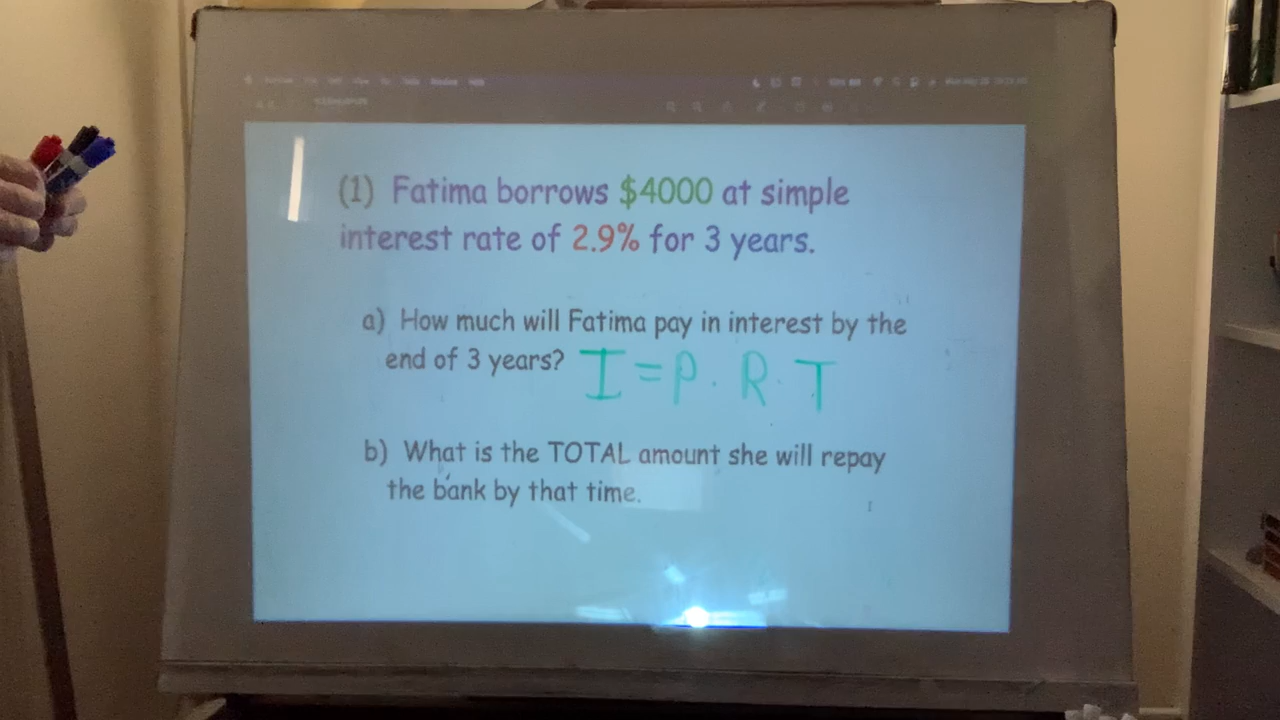 (1) Fatima borrows $4000 at simple
interest rate of 2.9% for 3 years.
a) How much will Fatima pay in interest by the
end of 3 years? I = P . R . T
b) What is the TOTAL amount she will repay
the bank by that time.